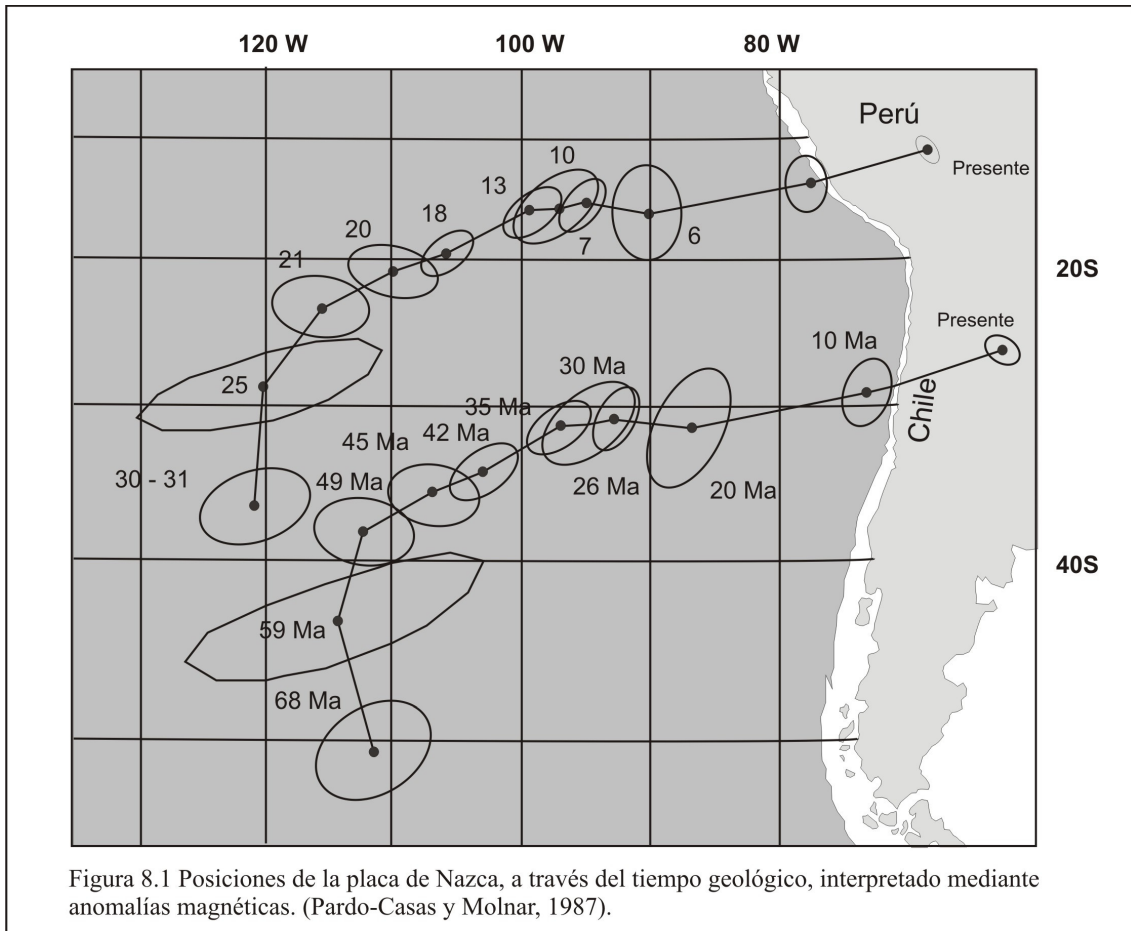 120 W
100 W
80 W
Perú
10
Presente
13
18
7
6
20
20S
21
Presente
10 Ma
30 Ma
25
35 Ma
Chile
42 Ma
45 Ma
30 - 31
49 Ma
26 Ma
20 Ma
40S
59 Ma
68 Ma
Figura 8.1 Posiciones de la placa de Nazca, a través del tiempo geológico, interpretado mediante
anomalías magnéticas. (Pardo-Casas y Molnar, 1987).